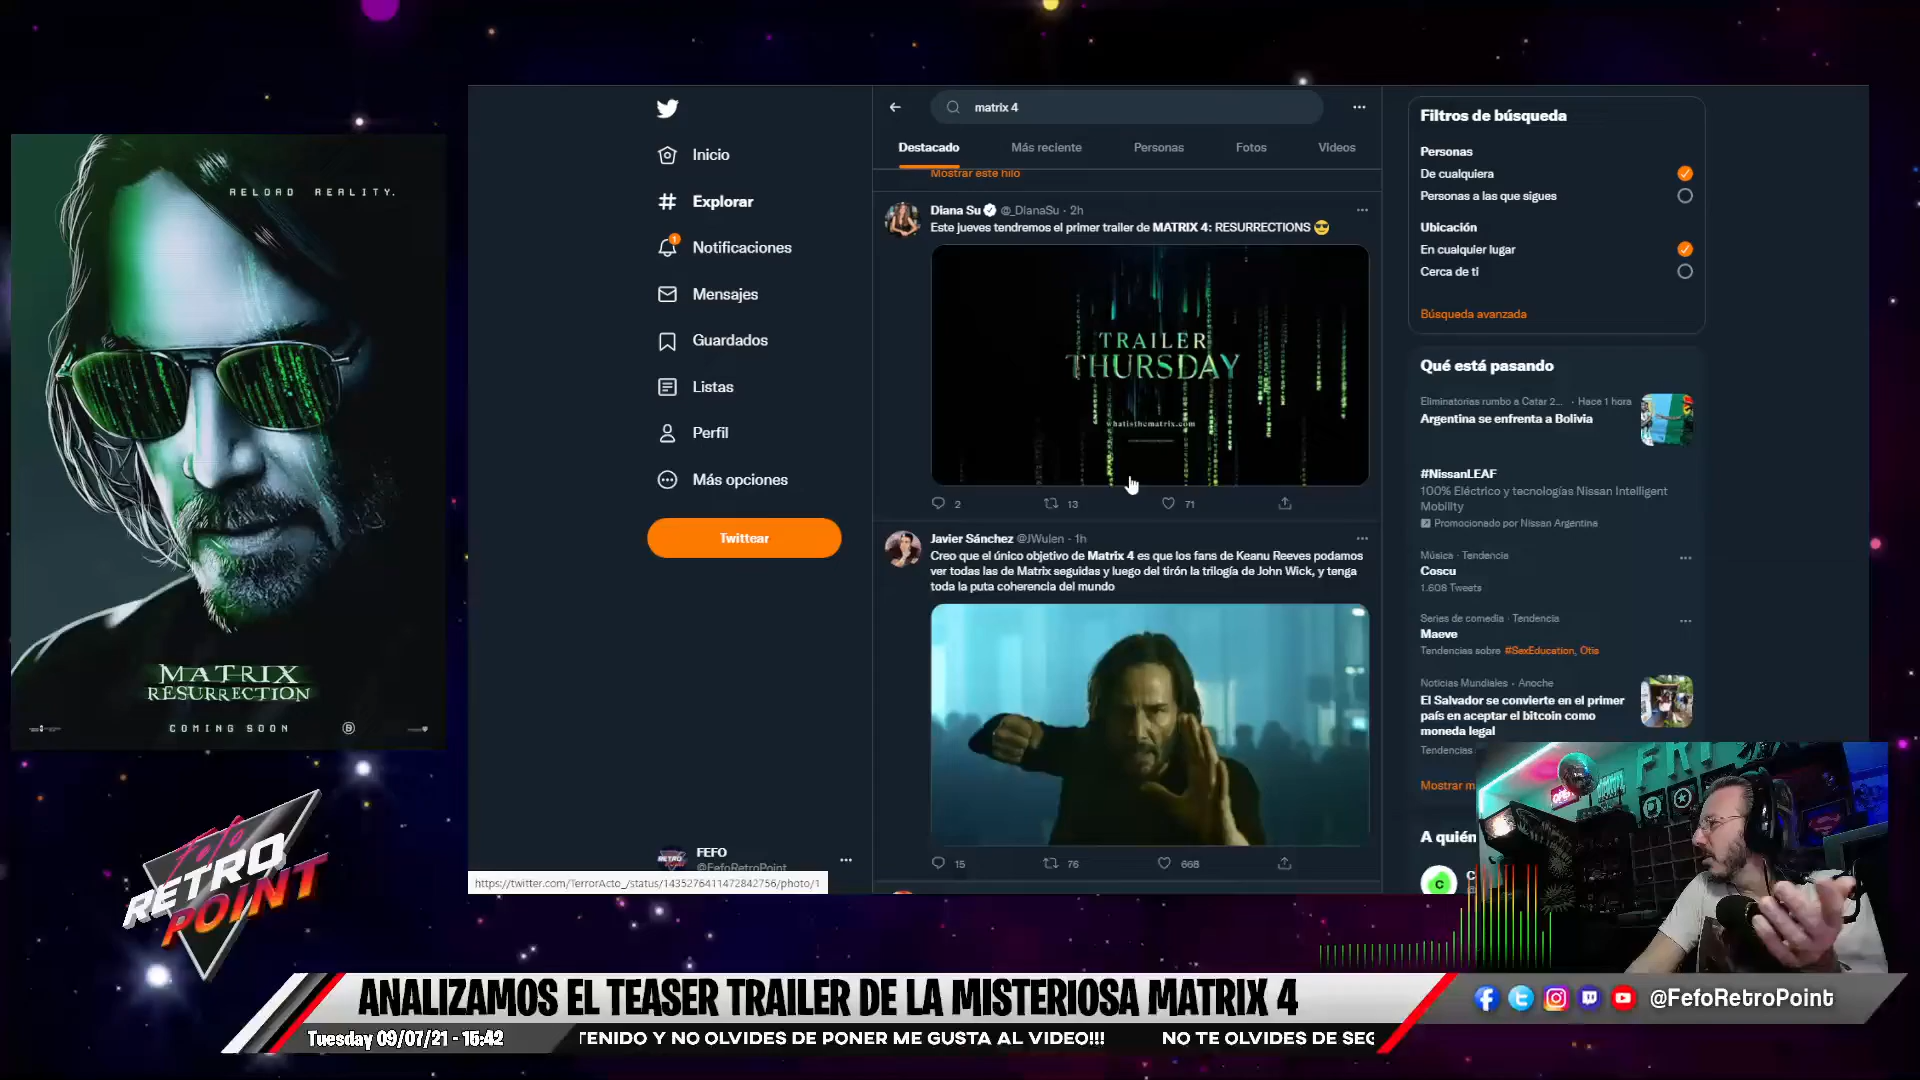 RELOAD REALITY.
MATRIX
RESURRECTION
COMING SOON
Fefo
RETRO
POINT
Inicio
Explorar
1
Notificaciones
Mensajes
Guardados
Listas
Perfil
Más opciones
Twittear
FEFO
@FefoRetroPoint
https://twitter.com/TerrorActo_/status/1435276411472842756/photo/1
matrix 4
Destacado
Más reciente
Personas
Fotos
Videos
Mostrar este hilo
Diana Su @_DianaSu · 2h
Este jueves tendremos el primer trailer de MATRIX 4: RESURRECTIONS 😎
TRAILER
THURSDAY
whatisthematrix.com
2
13
71
Javier Sánchez @JWulen · 1h
Creo que el único objetivo de Matrix 4 es que los fans de Keanu Reeves podamos
ver todas las de Matrix seguidas y luego del tirón la trilogía de John Wick, y tenga
toda la puta coherencia del mundo
15
76
668
Filtros de búsqueda
Personas
De cualquiera
Personas a las que sigues
Ubicación
En cualquier lugar
Cerca de ti
Búsqueda avanzada
Qué está pasando
Eliminatorias rumbo a Catar 2... · Hace 1 hora
Argentina se enfrenta a Bolivia
#NissanLEAF
100% Eléctrico y tecnologías Nissan Intelligent
Mobility
Promocionado por Nissan Argentina
Música · Tendencia
Coscu
1.608 Tweets
Series de comedia · Tendencia
Maeve
Tendencias sobre #SexEducation, Otis
Noticias Mundiales · Anoche
El Salvador se convierte en el primer
país en aceptar el bitcoin como
moneda legal
Tendencias
Mostrar m
A quién
ANALIZAMOS EL TEASER TRAILER DE LA MISTERIOSA MATRIX 4
@FefoRetroPoint
Tuesday 09/07/21 - 15:42
TENIDO Y NO OLVIDES DE PONER ME GUSTA AL VIDEO!!! NO TE OLVIDES DE SEG